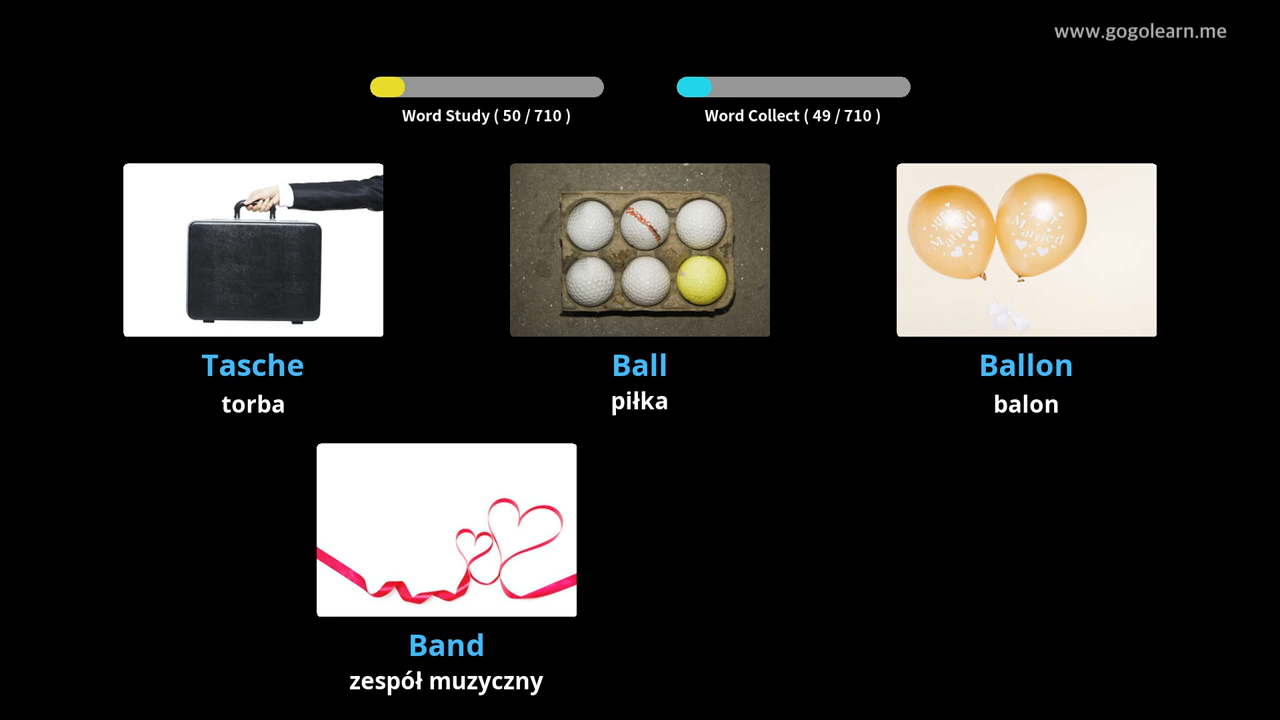 www.gogolearn.me
Word Study ( 50 / 710 )
Word Collect ( 49 / 710 )
Tasche
torba
Ball
piłka
Ballon
balon
Band
zespół muzyczny